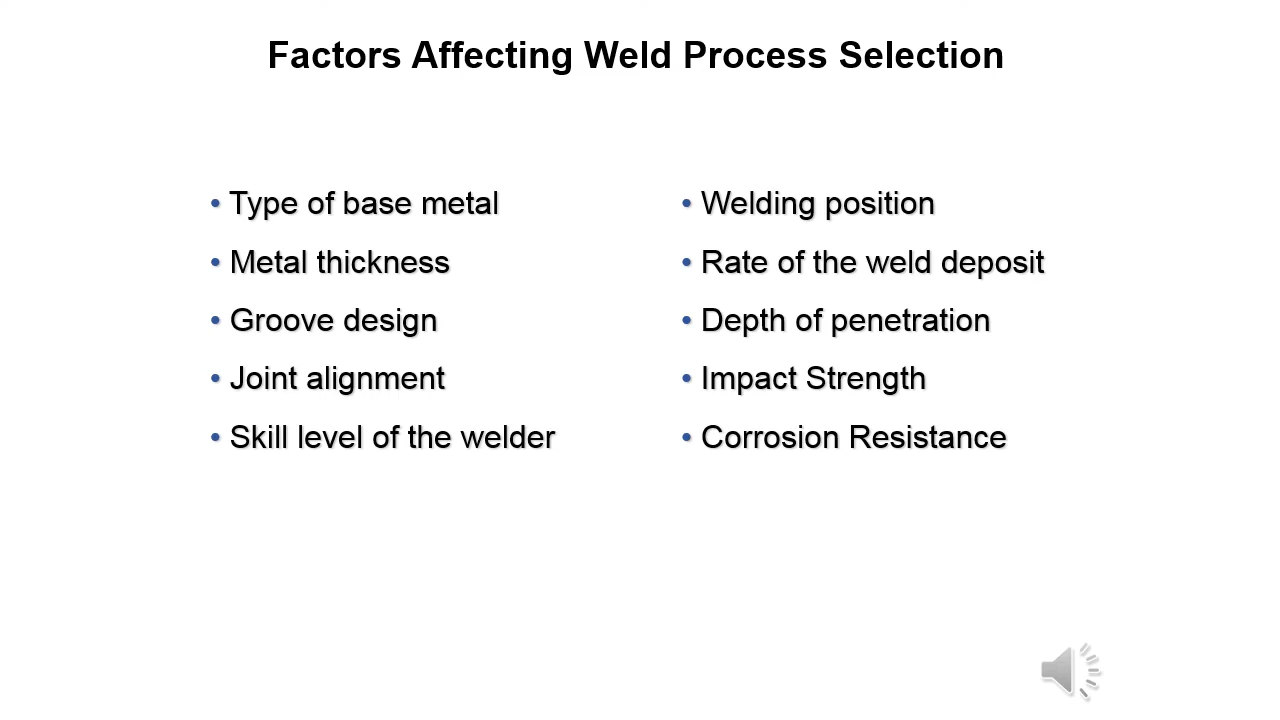 Factors Affecting Weld Process Selection
• Type of base metal
• Metal thickness
• Groove design
• Joint alignment
• Skill level of the welder
• Welding position
• Rate of the weld deposit
• Depth of penetration
• Impact Strength
• Corrosion Resistance